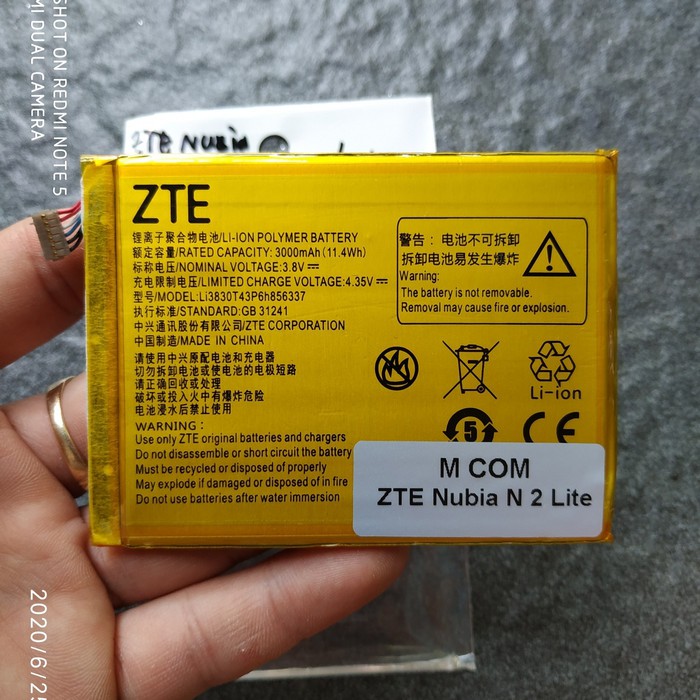 SHOT ON REDMI NOTE 5
MI DUAL CAMERA
ZTE Nubia
ZTE
锂离子聚合物电池/LI-ION POLYMER BATTERY
额定容量/RATED CAPACITY: 3000mAh(11.4Wh)
标称电压/NOMINAL VOLTAGE:3.8V⎓
充电限制电压/LIMITED CHARGE VOLTAGE:4.35V⎓
型号/MODEL:Li3830T43P6h856337
执行标准/STANDARD:GB 31241
中兴通讯股份有限公司/ZTE CORPORATION
中国制造/MADE IN CHINA
请使用中兴原配电池和充电器
切勿拆卸电池或使电池的电极短路
请正确回收或处理
破坏或投入火中有爆炸危险
电池浸水后禁止使用
WARNING:
Use only ZTE original batteries and chargers
Do not disassemble or short circuit the battery
Must be recycled or disposed of properly
May explode if damaged or disposed of in fire
Do not use batteries after water immersion
警告：电池不可拆卸
拆卸电池易发生爆炸
Warning:
The battery is not removable.
Removal may cause fire or explosion.
Li-ion
5
CE
M COM
ZTE Nubia N 2 Lite
2020/6/25